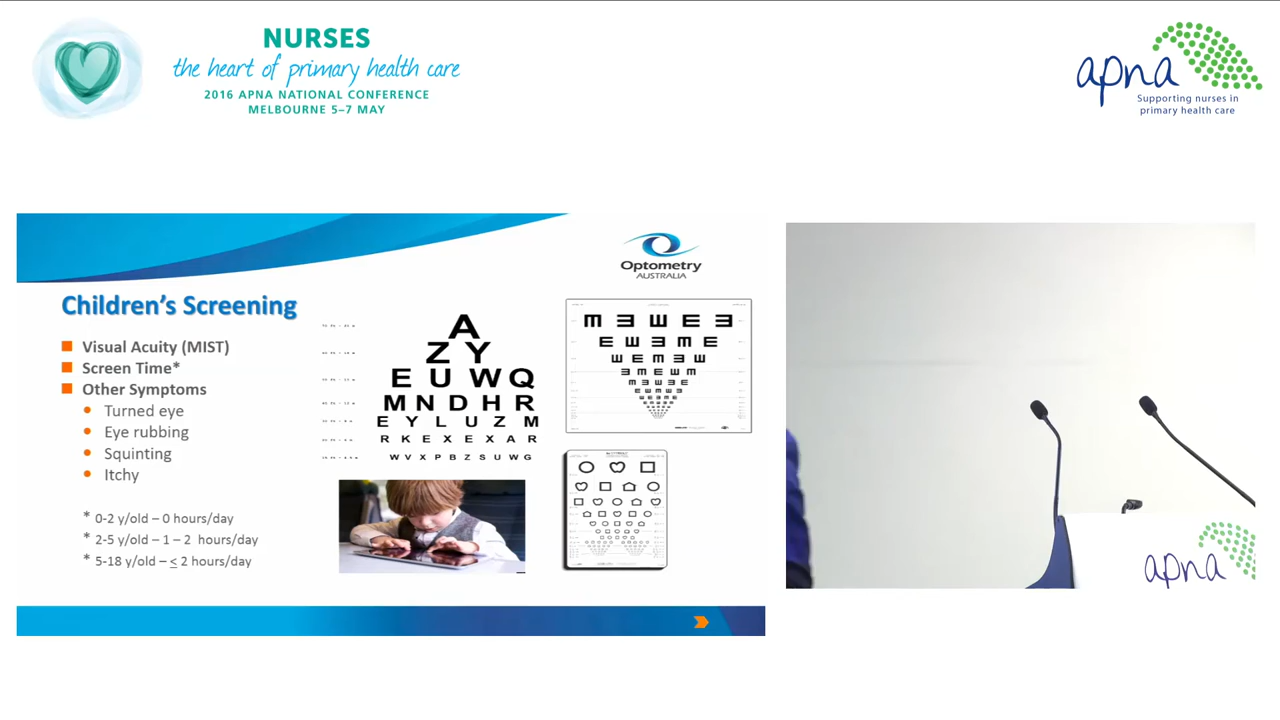 NURSES
the heart of primary health care
2016 APNA NATIONAL CONFERENCE
MELBOURNE 5–7 MAY
apna
Supporting nurses in
primary health care
Optometry
AUSTRALIA
Children's Screening
Visual Acuity (MIST)
Screen Time*
Other Symptoms
Turned eye
Eye rubbing
Squinting
Itchy
* 0-2 y/old – 0 hours/day
* 2-5 y/old – 1 – 2 hours/day
* 5-18 y/old – ≤ 2 hours/day
A
Z Y
E U W Q
M N D H R
E Y L U Z M
R K E X E X A R
W V X P B Z S U W G
apna